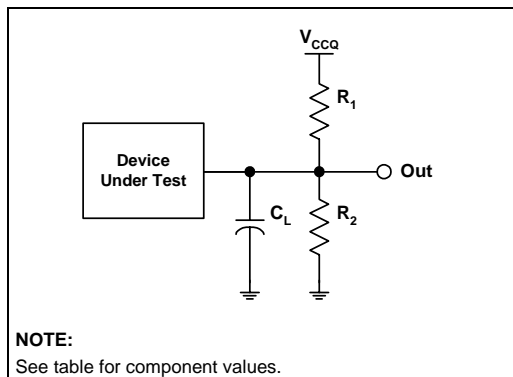 V_CCQ
R_1
Device
Under Test
Out
C_L
R_2
NOTE:
See table for component values.